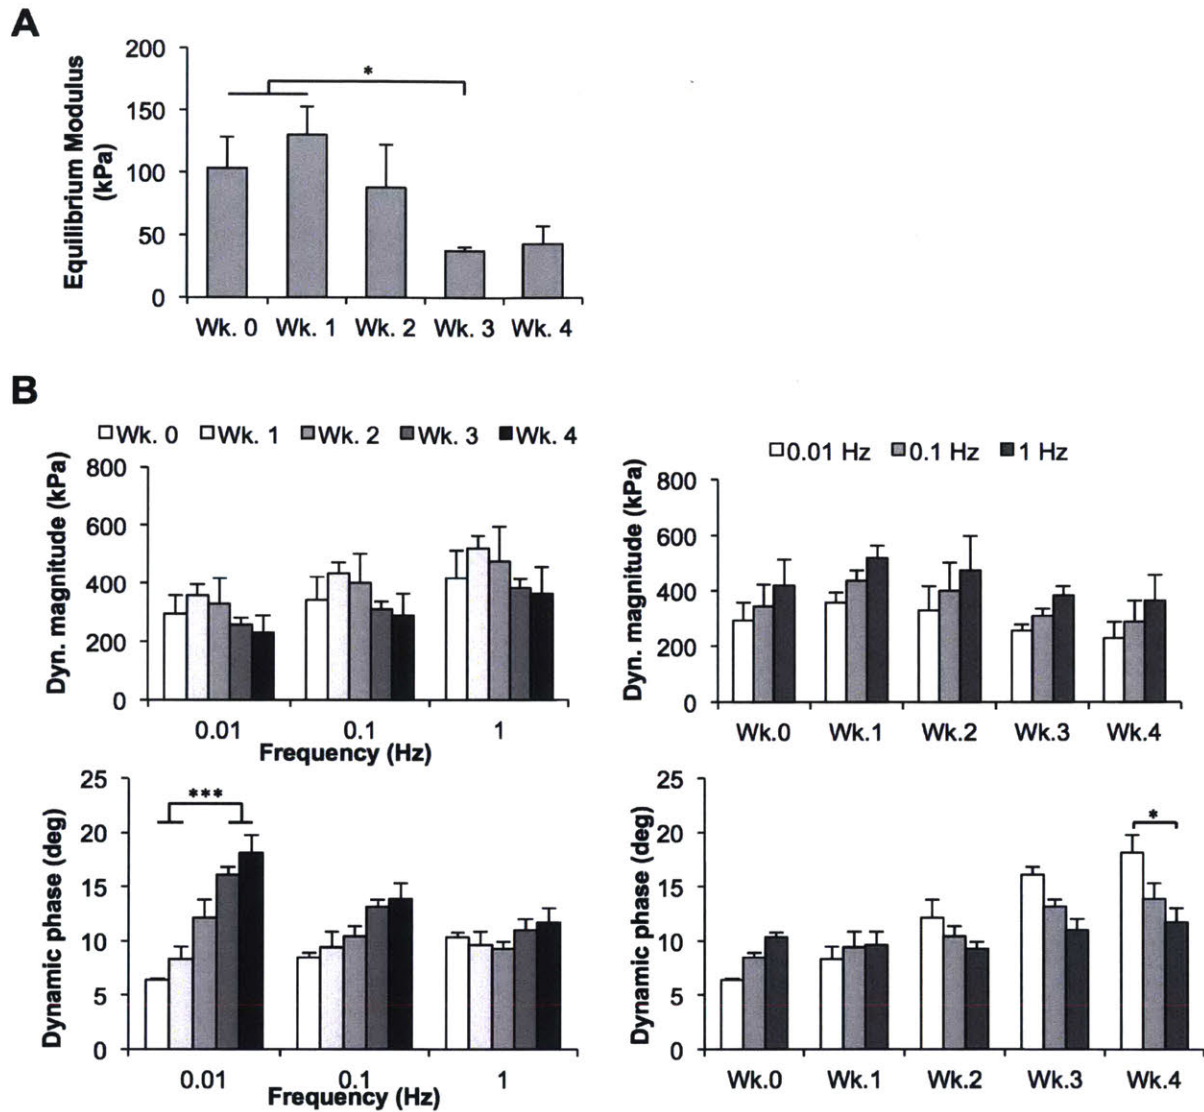 A
Equilibrium Modulus
(kPa)
200
150
100
50
0
*
Wk. 0 Wk. 1 Wk. 2 Wk. 3 Wk. 4
B
Wk. 0 Wk. 1 Wk. 2 Wk. 3 Wk. 4
Dyn. magnitude (kPa)
800
600
400
200
0
0.01 0.1 1
Frequency (Hz)
0.01 Hz 0.1 Hz 1 Hz
Dyn. magnitude (kPa)
800
600
400
200
0
Wk.0 Wk.1 Wk.2 Wk.3 Wk.4
Dynamic phase (deg)
25
20
15
10
5
0
***
0.01 0.1 1
Frequency (Hz)
Dynamic phase (deg)
25
20
15
10
5
0
*
Wk.0 Wk.1 Wk.2 Wk.3 Wk.4